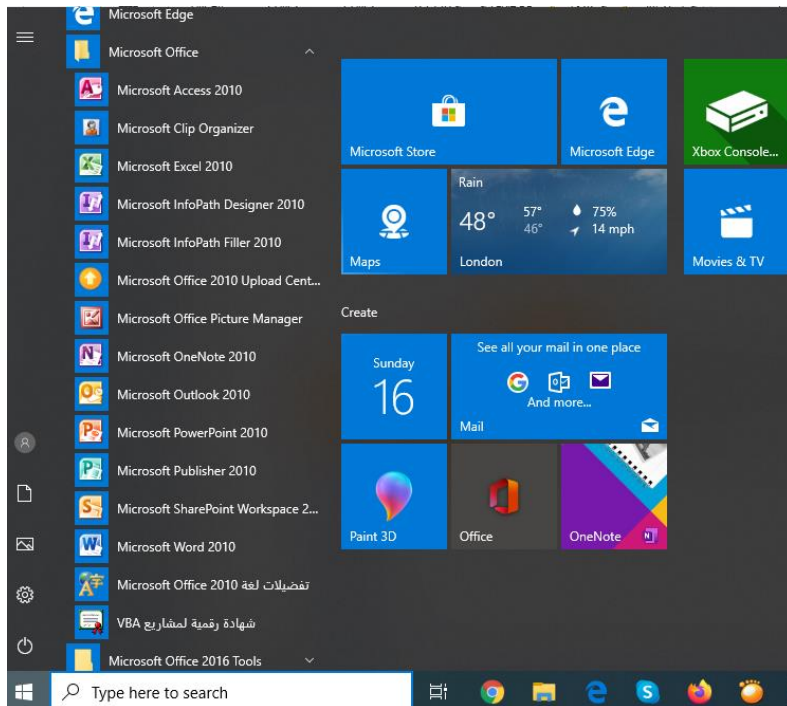 Microsoft Edge
Microsoft Office
Microsoft Access 2010
Microsoft Clip Organizer
Microsoft Excel 2010
Microsoft InfoPath Designer 2010
Microsoft InfoPath Filler 2010
Microsoft Office 2010 Upload Cent...
Microsoft Office Picture Manager
Microsoft OneNote 2010
Microsoft Outlook 2010
Microsoft PowerPoint 2010
Microsoft Publisher 2010
Microsoft SharePoint Workspace 2...
Microsoft Word 2010
تفضيلات لغة Microsoft Office 2010
شهادة رقمية لمشاريع VBA
Microsoft Office 2016 Tools
Microsoft Store
Microsoft Edge
Xbox Console...
Maps
Rain
48°
57°
46°
75%
14 mph
London
Movies & TV
Create
Sunday
16
See all your mail in one place
And more...
Mail
Paint 3D
Office
OneNote
Type here to search